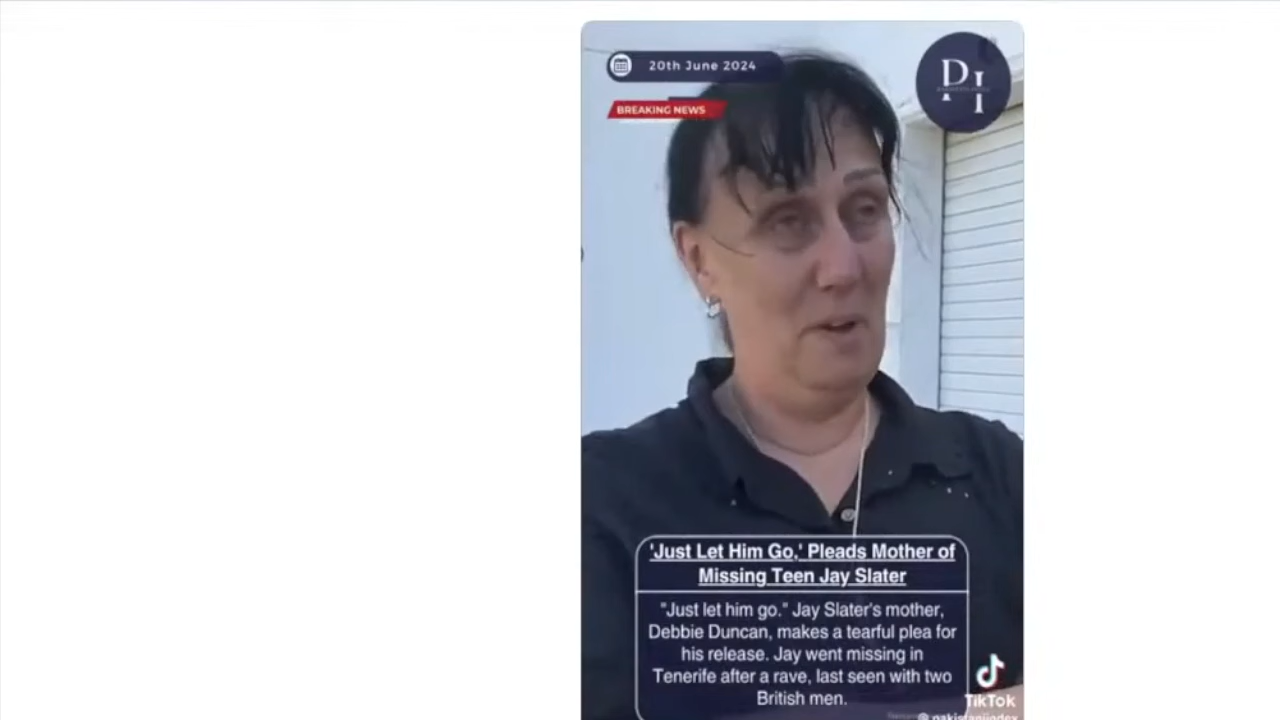 20th June 2024
BREAKING NEWS
PI
'Just Let Him Go,' Pleads Mother of
Missing Teen Jay Slater
"Just let him go." Jay Slater's mother,
Debbie Duncan, makes a tearful plea for
his release. Jay went missing in
Tenerife after a rave, last seen with two
British men.
TikTok